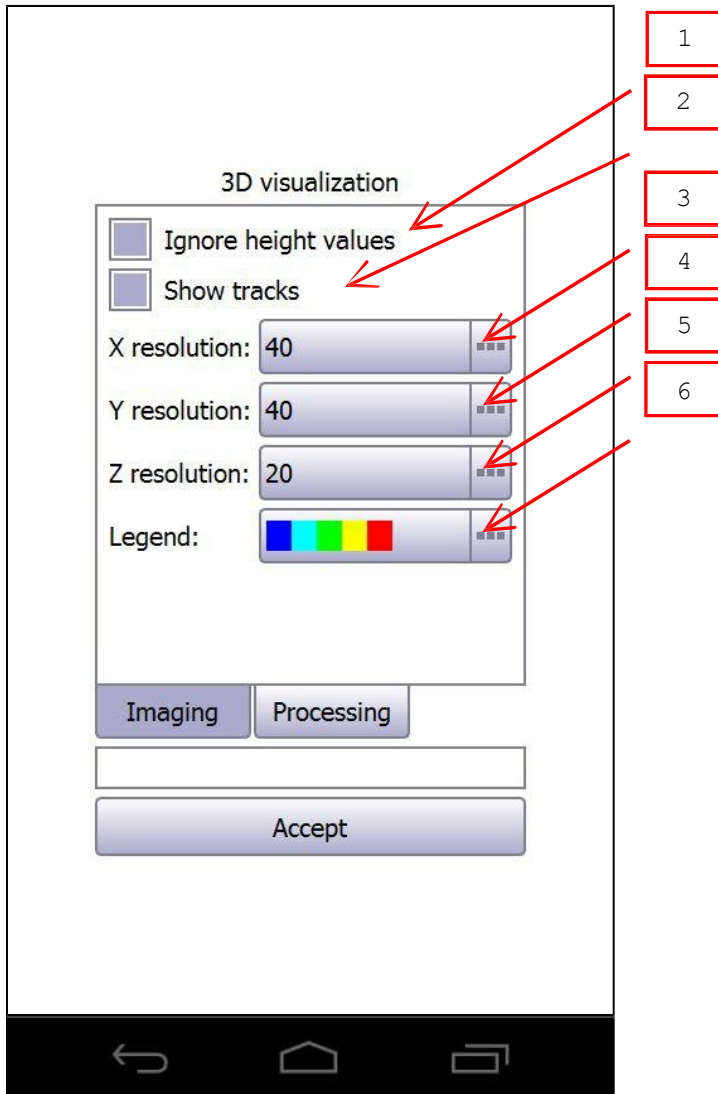 1
2
3D visualization
Ignore height values
3
Show tracks
4
X resolution: 40
5
Y resolution: 40
6
Z resolution: 20
Legend:
Imaging Processing
Accept